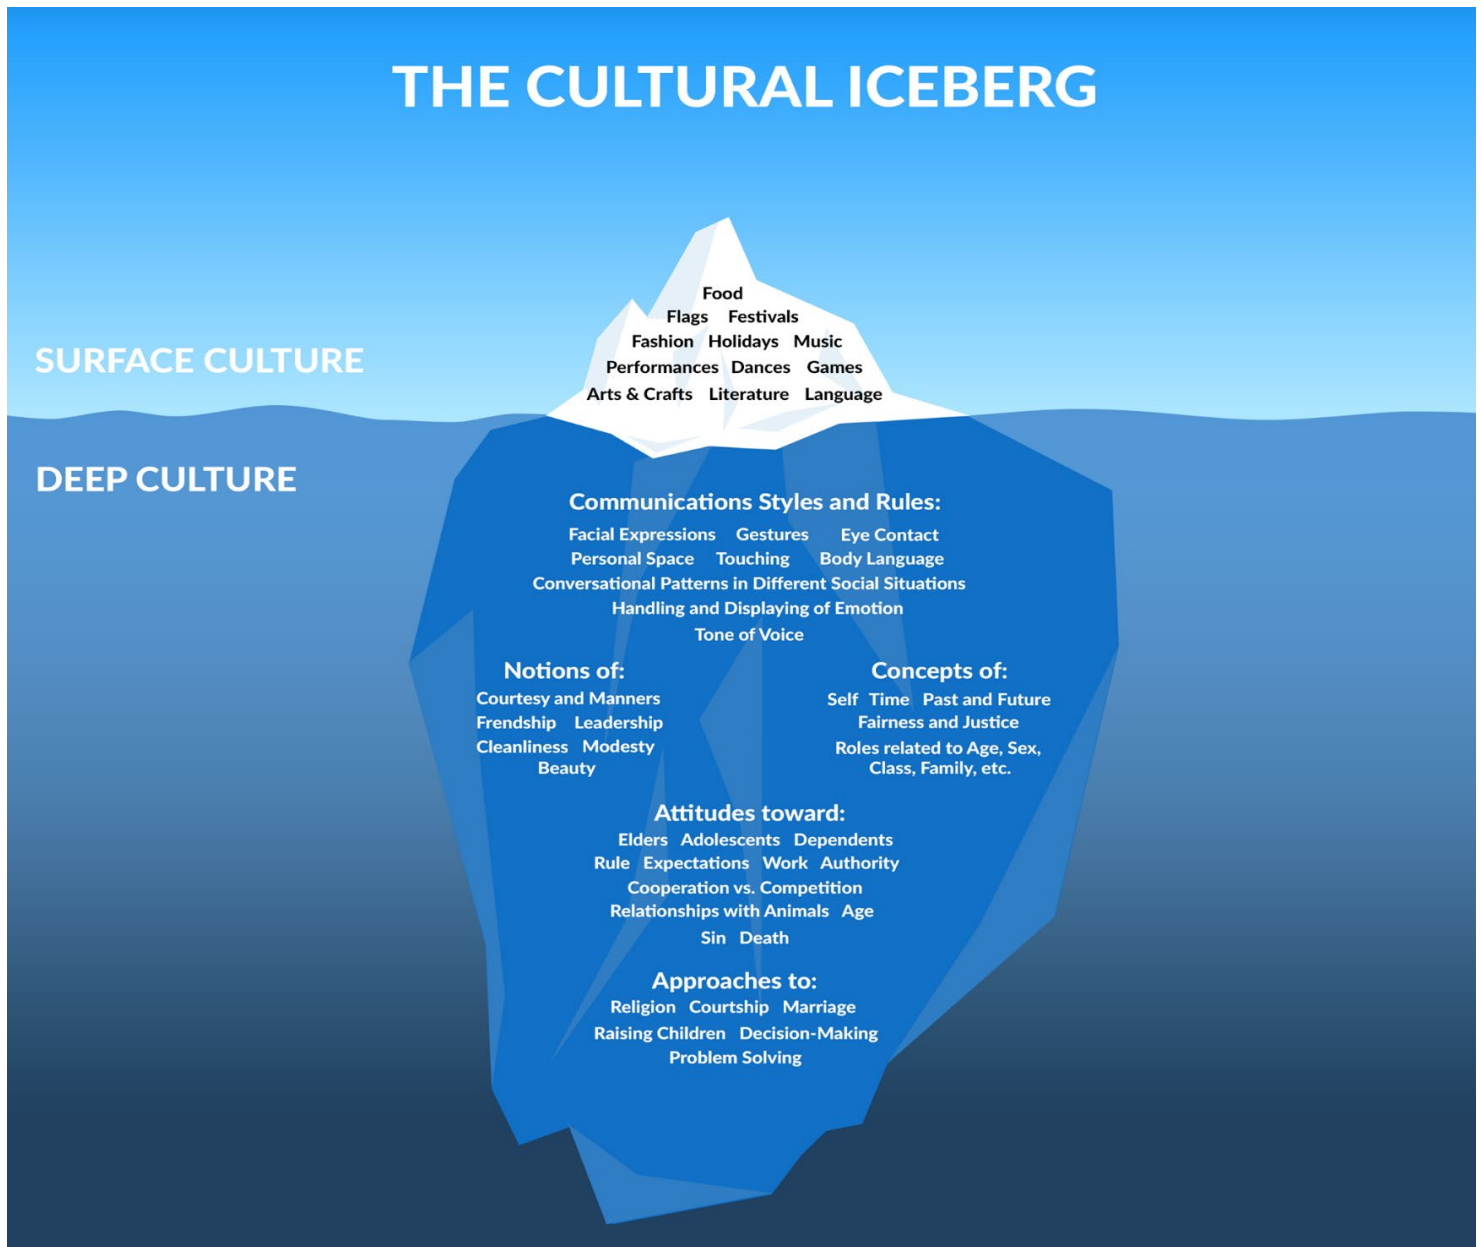 THE CULTURAL ICEBERG
Food
Flags Festivals
Fashion Holidays Music
SURFACE CULTURE
Performances Dances Games
Arts & Crafts Literature Language
DEEP CULTURE
Communications Styles and Rules:
Facial Expressions Gestures Eye Contact
Personal Space Touching Body Language
Conversational Patterns in Different Social Situations
Handling and Displaying of Emotion
Tone of Voice
Notions of:
Courtesy and Manners
Frendship Leadership
Cleanliness Modesty
Beauty
Concepts of:
Self Time Past and Future
Fairness and Justice
Roles related to Age, Sex,
Class, Family, etc.
Attitudes toward:
Elders Adolescents Dependents
Rule Expectations Work Authority
Cooperation vs. Competition
Relationships with Animals Age
Sin Death
Approaches to:
Religion Courtship Marriage
Raising Children Decision-Making
Problem Solving